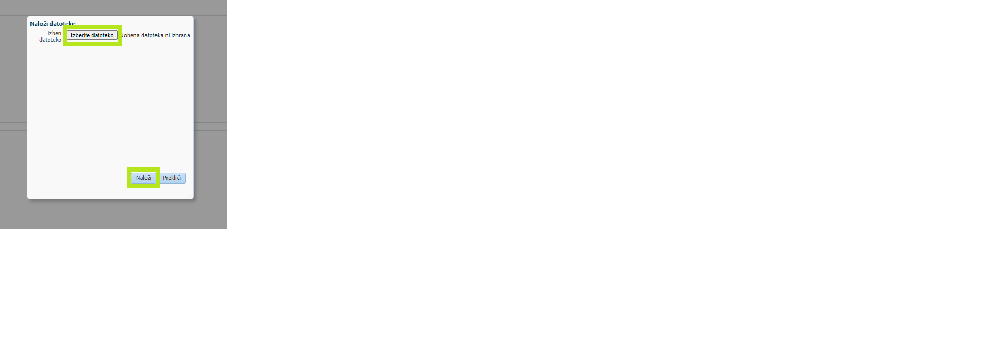 Naloži datoteke
Izberi datoteko
Izberite datoteko
Nobena datoteka ni izbrana
Naloži
Prekliči